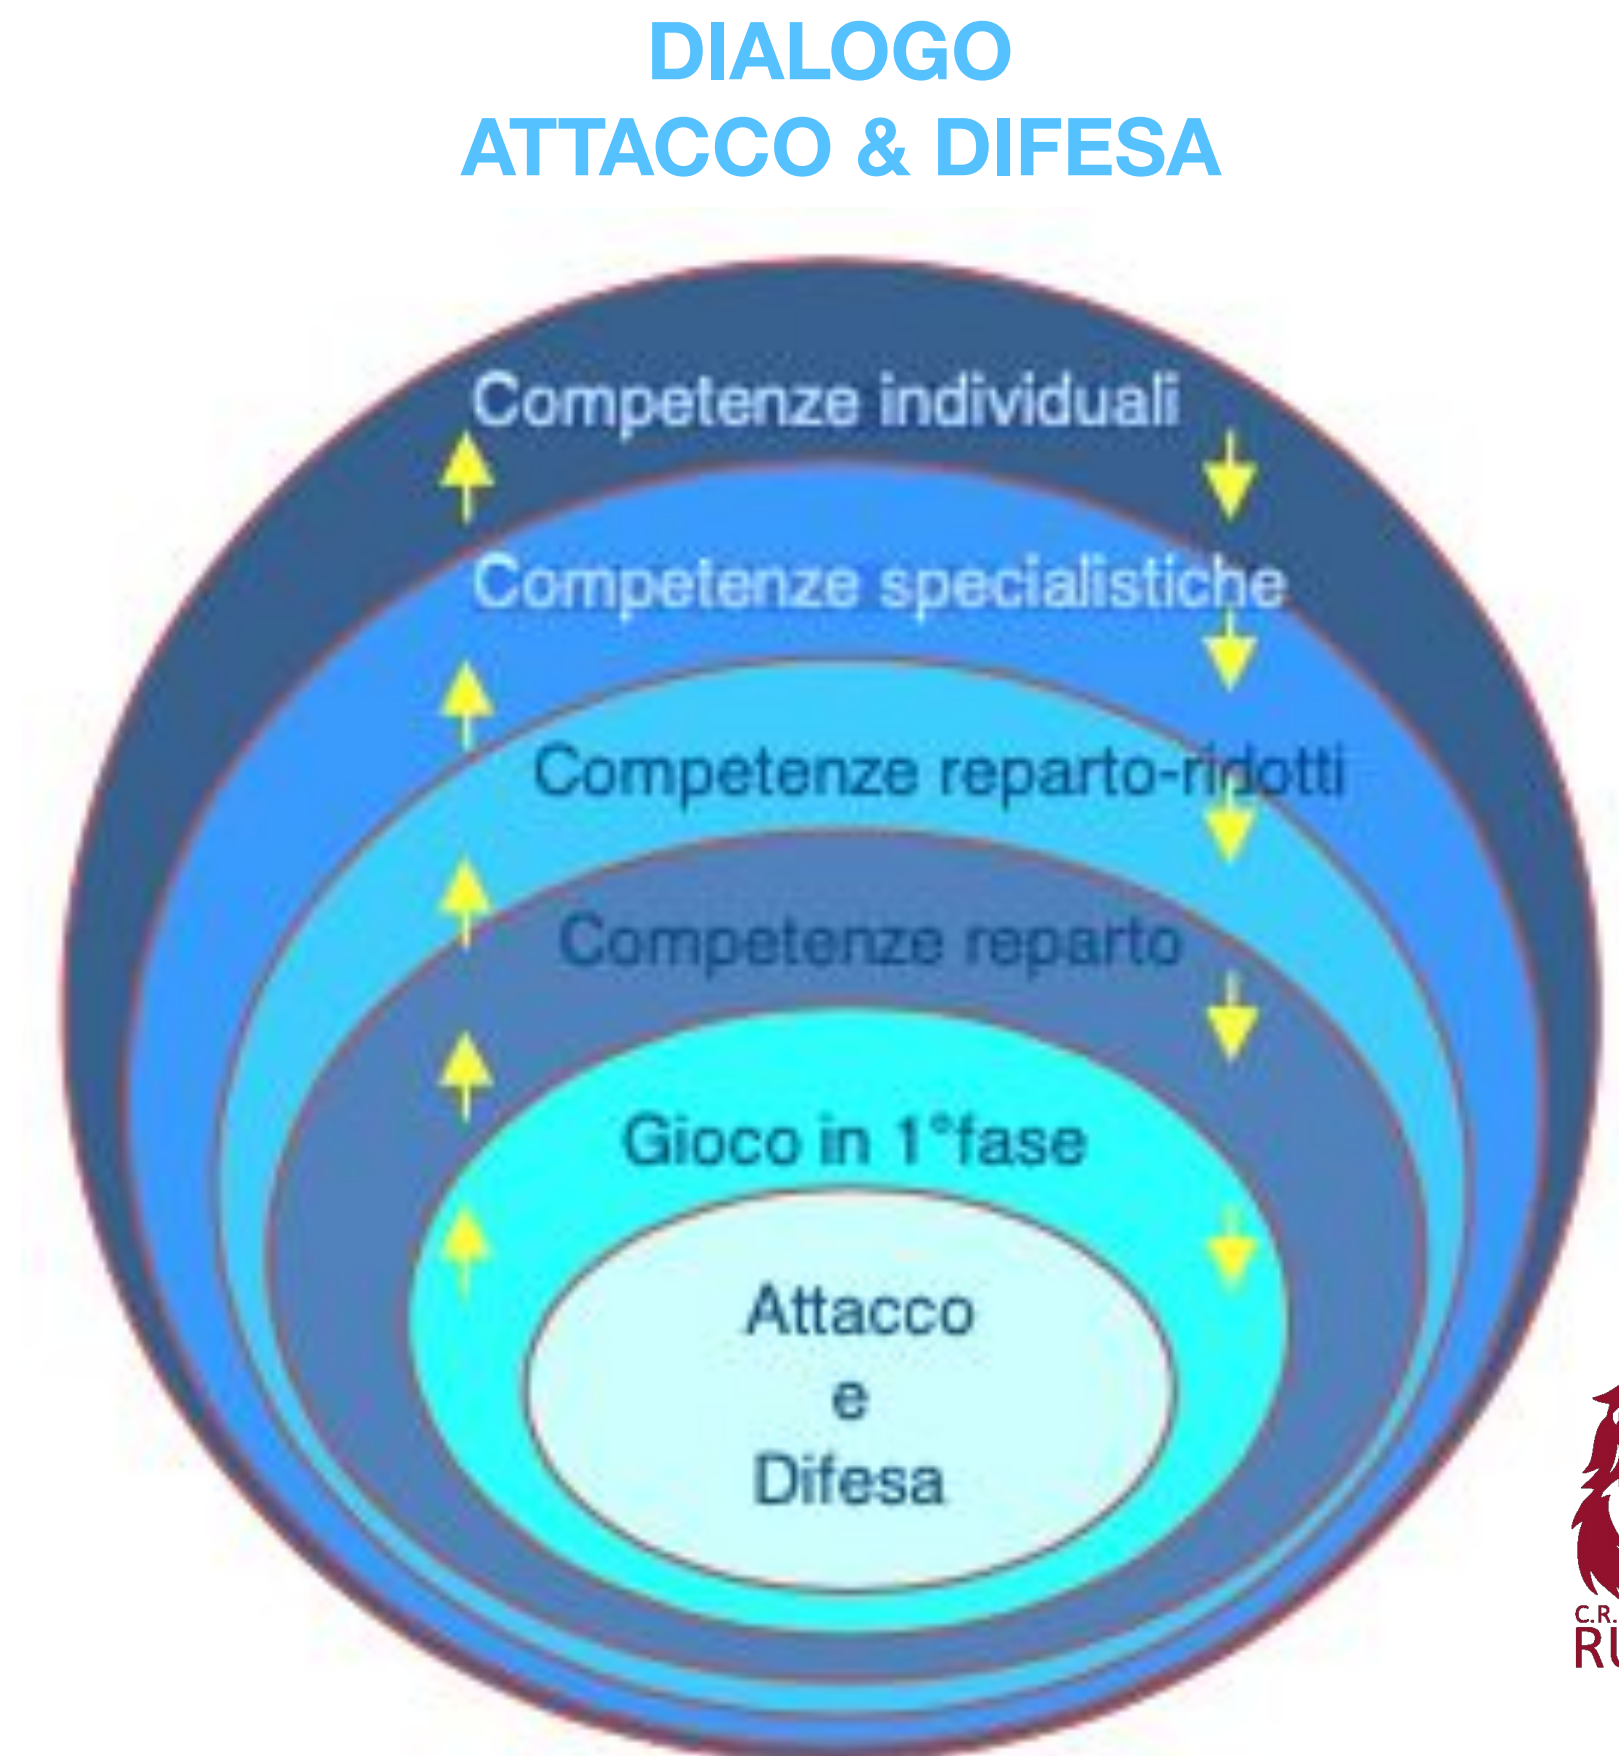 DIALOGO
ATTACCO & DIFESA
Competenze individuali
Competenze specialistiche
Competenze reparto-ridotti
Competenze reparto
Gioco in 1°fase
Attacco
e
Difesa
C.R.